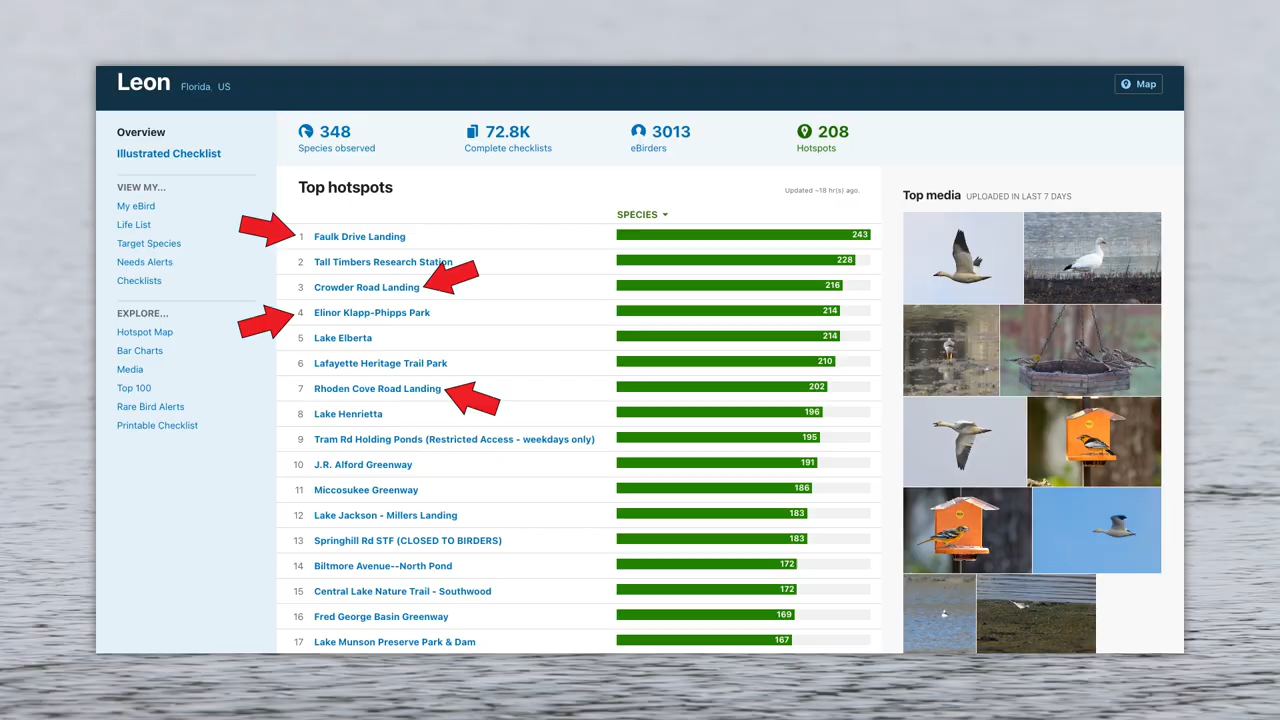 Leon Florida, US
Map
Overview
Illustrated Checklist
VIEW MY...
My eBird
Life List
Target Species
Needs Alerts
Checklists
EXPLORE...
Hotspot Map
Bar Charts
Media
Top 100
Rare Bird Alerts
Printable Checklist
348
Species observed
72.8K
Complete checklists
3013
eBirders
208
Hotspots
Top hotspots
Updated ~18 hr(s) ago.
SPECIES
1 Faulk Drive Landing 243
2 Tall Timbers Research Station 228
3 Crowder Road Landing 216
4 Elinor Klapp-Phipps Park 214
5 Lake Elberta 214
6 Lafayette Heritage Trail Park 210
7 Rhoden Cove Road Landing 202
8 Lake Henrietta 196
9 Tram Rd Holding Ponds (Restricted Access - weekdays only) 195
10 J.R. Alford Greenway 191
11 Miccosukee Greenway 186
12 Lake Jackson - Millers Landing 183
13 Springhill Rd STF (CLOSED TO BIRDERS) 183
14 Biltmore Avenue--North Pond 172
15 Central Lake Nature Trail - Southwood 172
16 Fred George Basin Greenway 169
17 Lake Munson Preserve Park & Dam 167
Top media UPLOADED IN LAST 7 DAYS